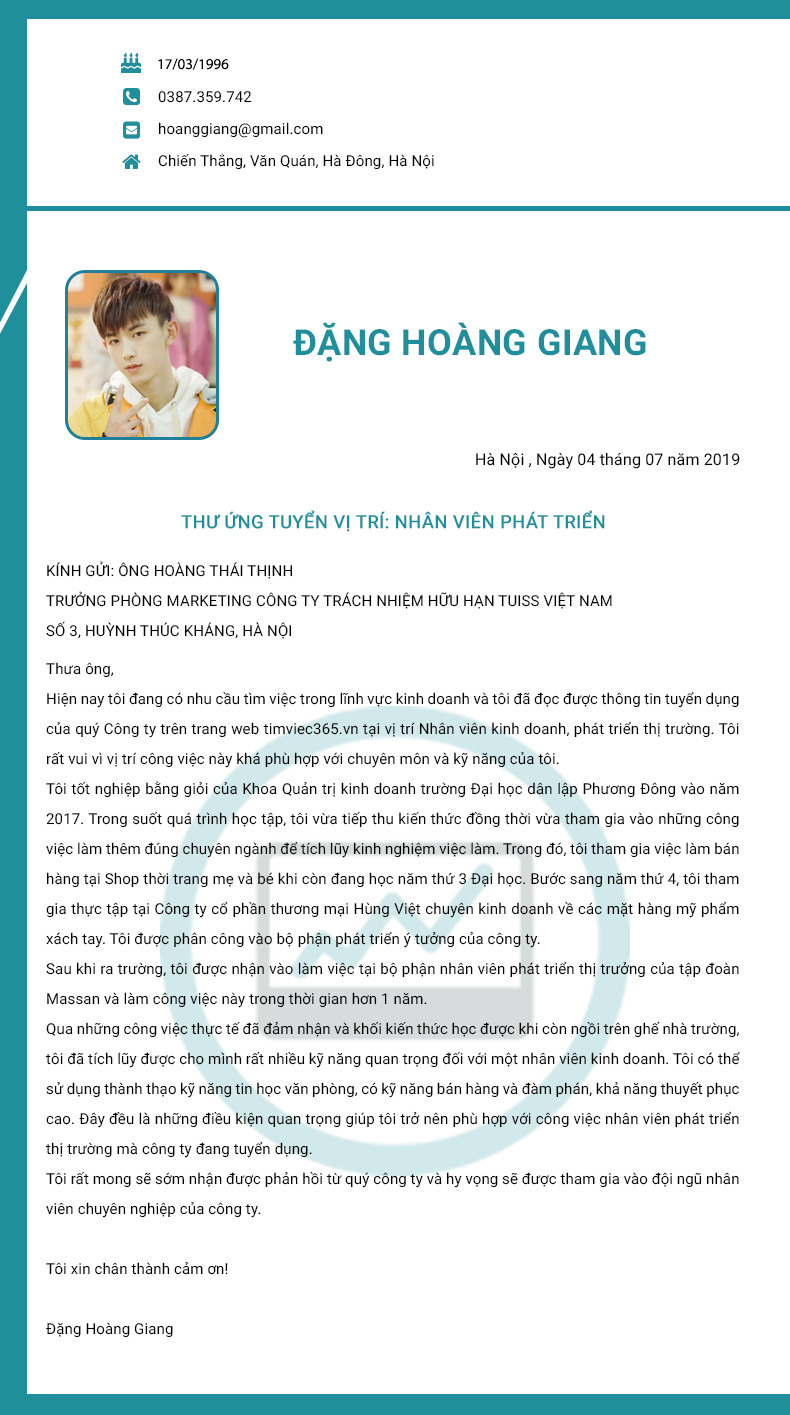 17/03/1996
0387.359.742
hoanggiang@gmail.com
Chiến Thắng, Văn Quán, Hà Đông, Hà Nội
ĐẶNG HOÀNG GIANG
Hà Nội , Ngày 04 tháng 07 năm 2019
THƯ ỨNG TUYỂN VỊ TRÍ: NHÂN VIÊN PHÁT TRIỂN
KÍNH GỬI: ÔNG HOÀNG THÁI THỊNH
TRƯỞNG PHÒNG MARKETING CÔNG TY TRÁCH NHIỆM HỮU HẠN TUISS VIỆT NAM
SỐ 3, HUỲNH THÚC KHÁNG, HÀ NỘI
Thưa ông,
Hiện nay tôi đang có nhu cầu tìm việc trong lĩnh vực kinh doanh và tôi đã đọc được thông tin tuyển dụng
của quý Công ty trên trang web timviec365.vn tại vị trí Nhân viên kinh doanh, phát triển thị trường. Tôi
rất vui vì vị trí công việc này khá phù hợp với chuyên môn và kỹ năng của tôi.
Tôi tốt nghiệp bằng giỏi của Khoa Quản trị kinh doanh trường Đại học dân lập Phương Đông vào năm
2017. Trong suốt quá trình học tập, tôi vừa tiếp thu kiến thức đồng thời vừa tham gia vào những công
việc làm thêm đúng chuyên ngành để tích lũy kinh nghiệm việc làm. Trong đó, tôi tham gia việc làm bán
hàng tại Shop thời trang mẹ và bé khi còn đang học năm thứ 3 Đại học. Bước sang năm thứ 4, tôi tham
gia thực tập tại Công ty cổ phần thương mại Hùng Việt chuyên kinh doanh về các mặt hàng mỹ phẩm
xách tay. Tôi được phân công vào bộ phận phát triển ý tưởng của công ty.
Sau khi ra trường, tôi được nhận vào làm việc tại bộ phận nhân viên phát triển thị trưởng của tập đoàn
Massan và làm công việc này trong thời gian hơn 1 năm.
Qua những công việc thực tế đã đảm nhận và khối kiến thức học được khi còn ngồi trên ghế nhà trường,
tôi đã tích lũy được cho mình rất nhiều kỹ năng quan trọng đối với một nhân viên kinh doanh. Tôi có thể
sử dụng thành thạo kỹ năng tin học văn phòng, có kỹ năng bán hàng và đàm phán, khả năng thuyết phục
cao. Đây đều là những điều kiện quan trọng giúp tôi trở nên phù hợp với công việc nhân viên phát triển
thị trường mà công ty đang tuyển dụng.
Tôi rất mong sẽ sớm nhận được phản hồi từ quý công ty và hy vọng sẽ được tham gia vào đội ngũ nhân
viên chuyên nghiệp của công ty.
Tôi xin chân thành cảm ơn!
Đặng Hoàng Giang